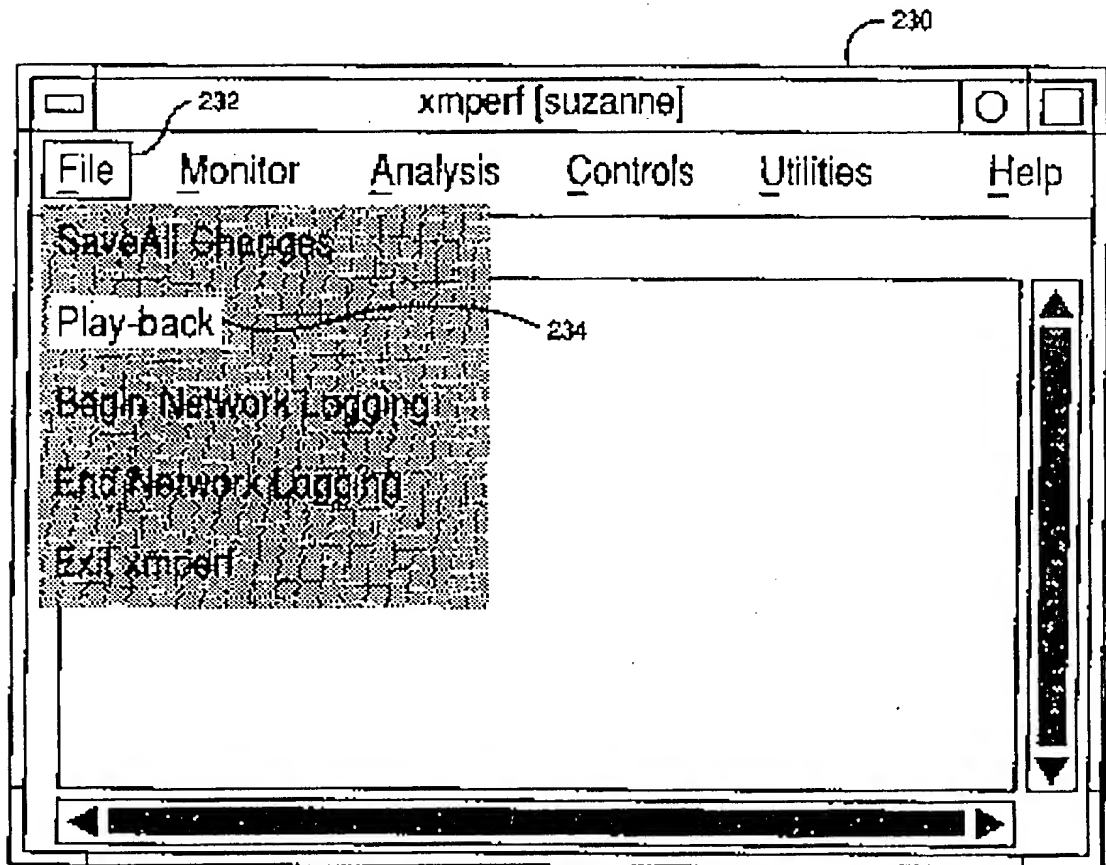 230
xmperf [suzanne]
232
File Monitor Analysis Controls Utilities Help
SaveAll Changes
Play-back
234
Begin Network Logging
End Network Logging
Exit xmperf